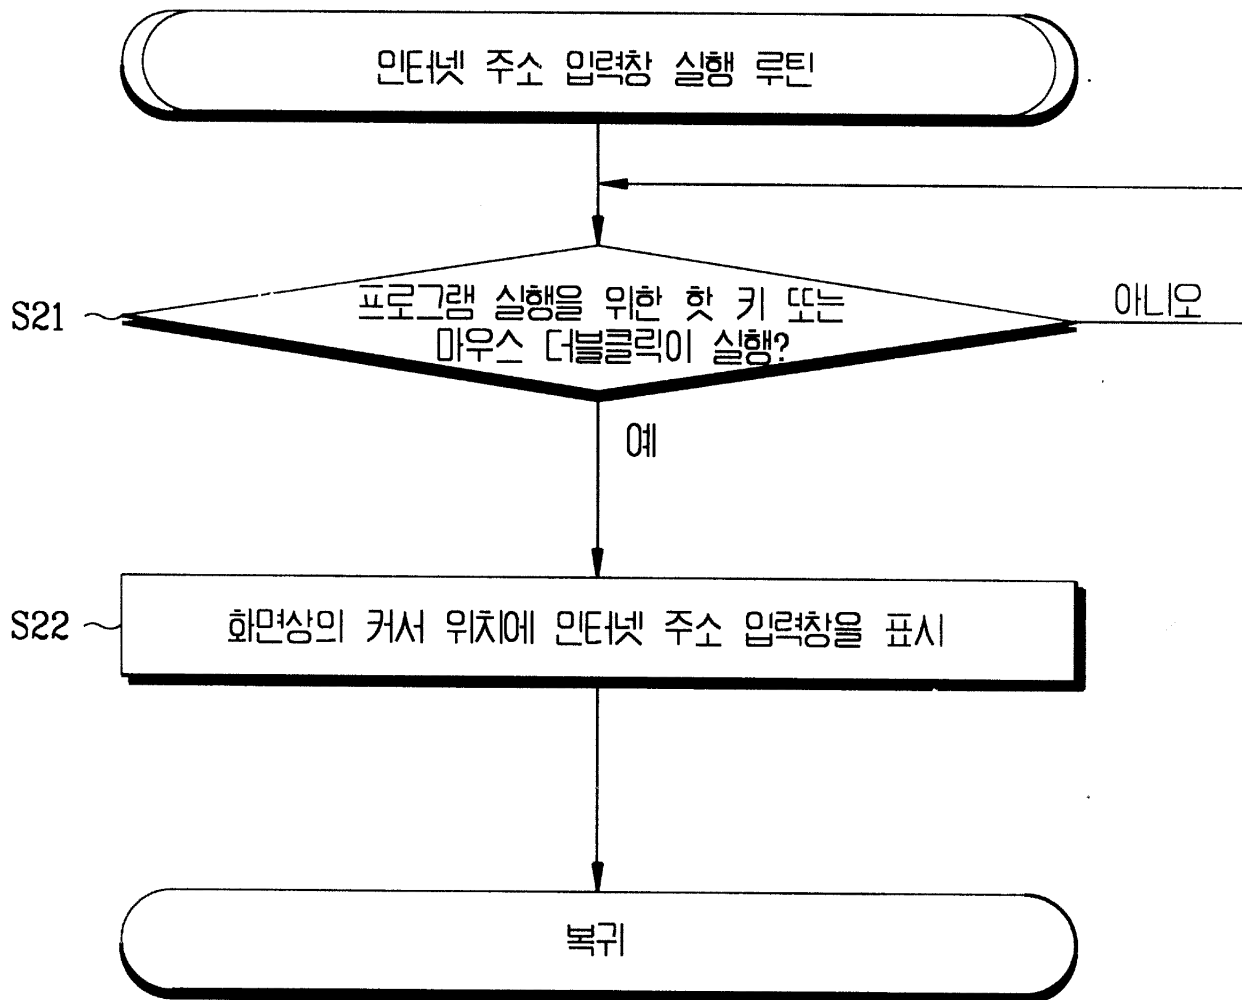 인터넷 주소 입력창 실행 루틴
S21
프로그램 실행을 위한 핫 키 또는
마우스 더블클릭이 실행?
아니오
예
S22
화면상의 커서 위치에 인터넷 주소 입력창을 표시
복귀